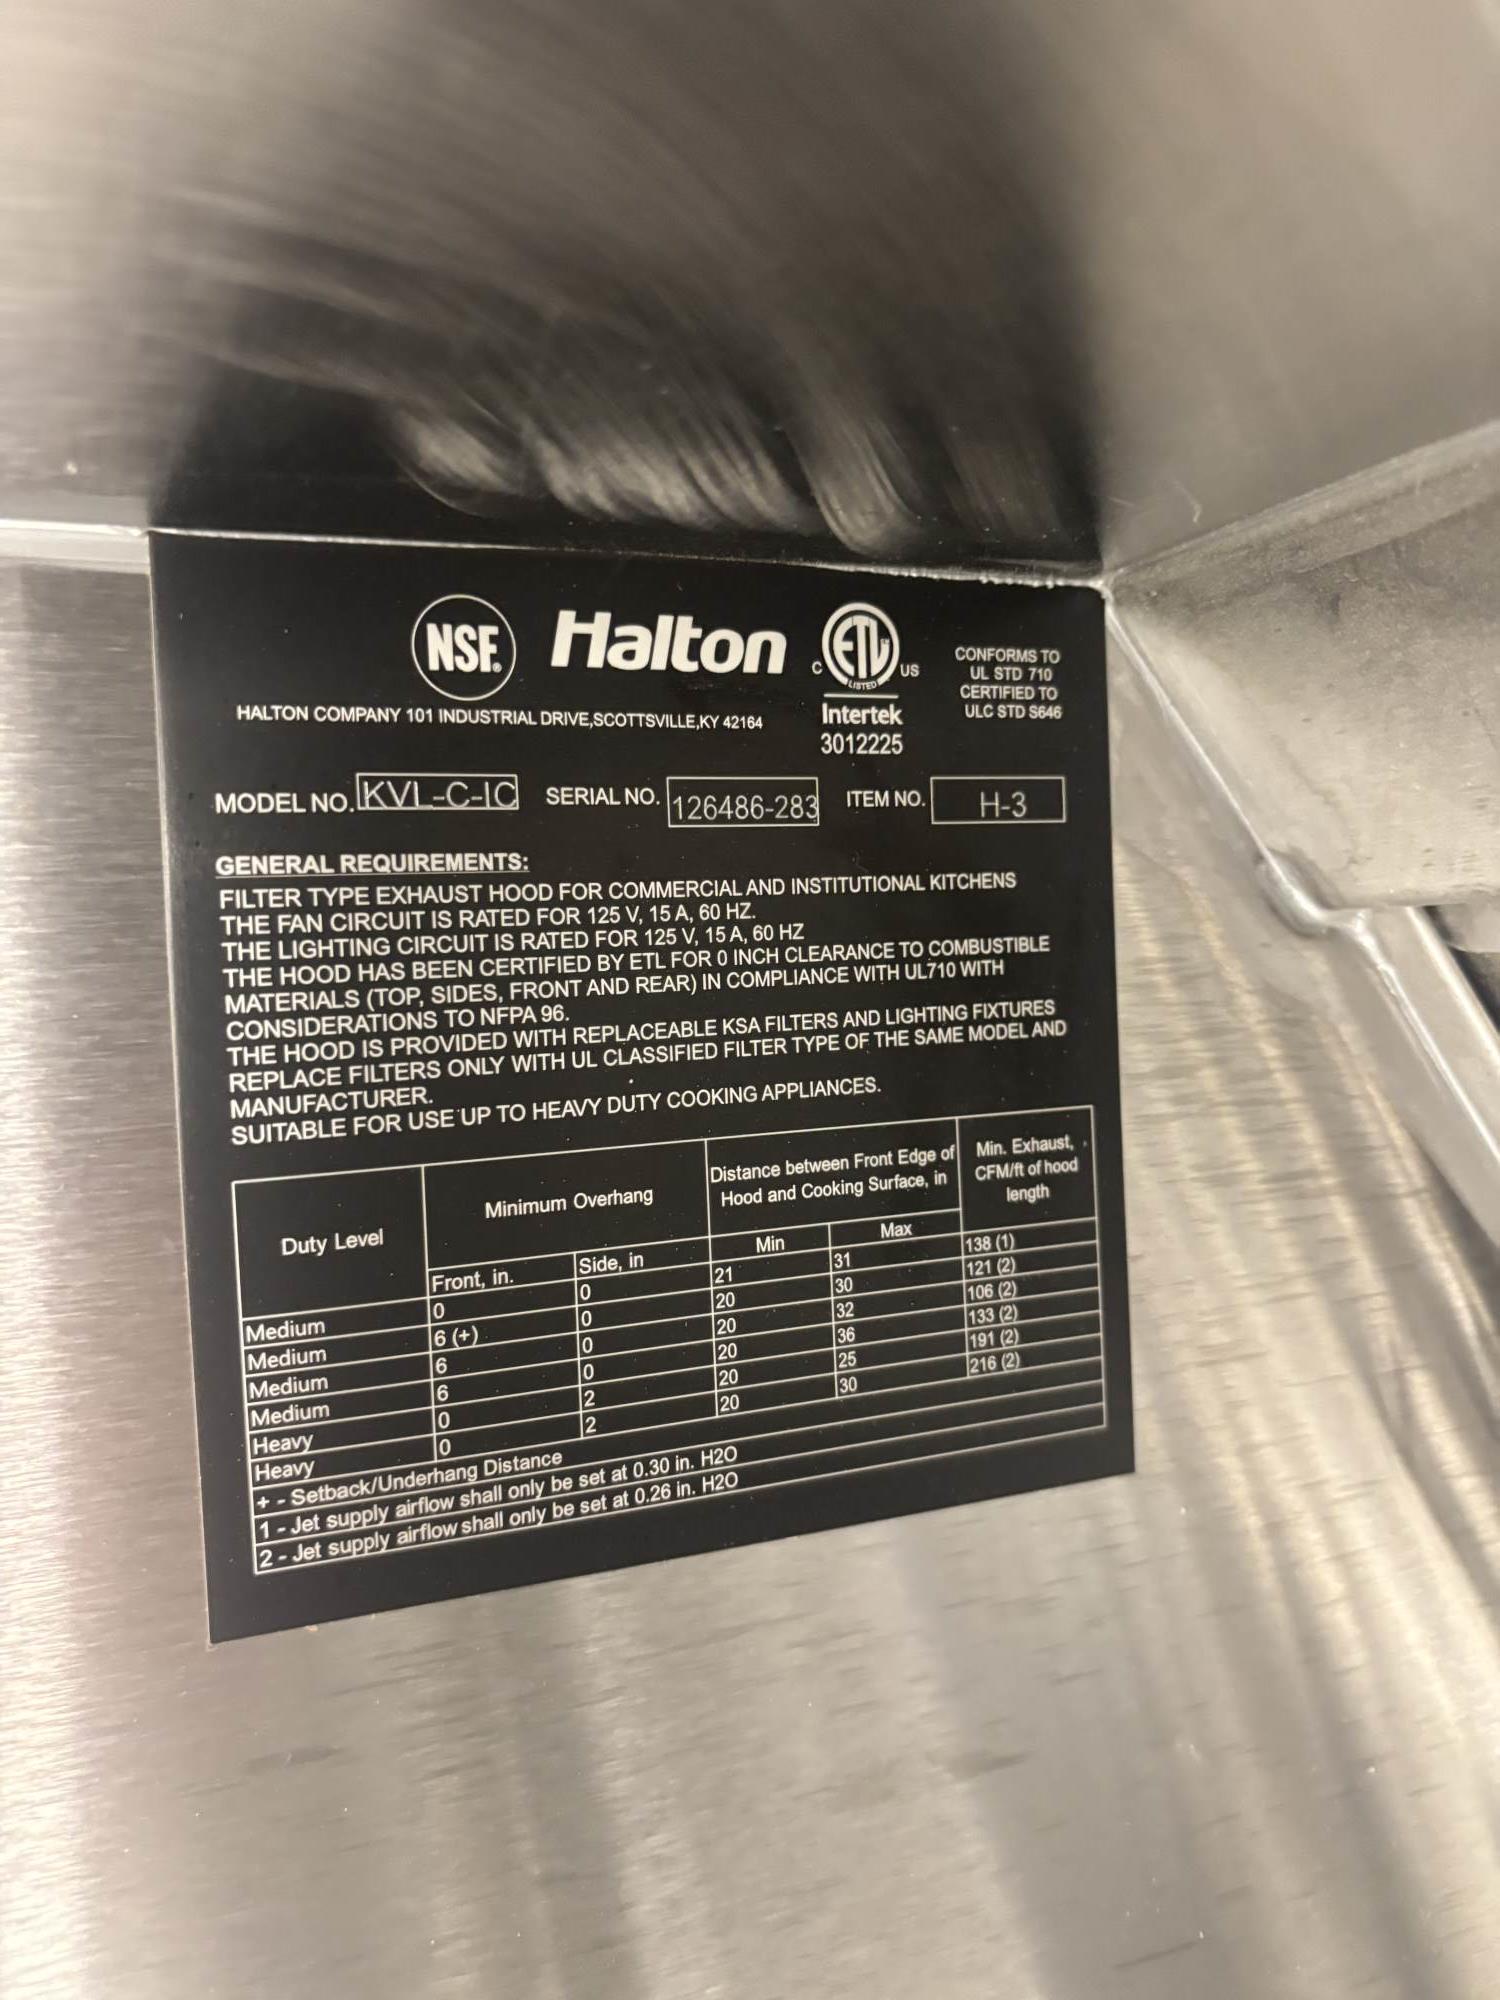 NSF® Halton ETL CM LISTED C US
CONFORMS TO
UL STD 710
CERTIFIED TO
ULC STD S646
HALTON COMPANY 101 INDUSTRIAL DRIVE,SCOTTSVILLE,KY 42164
Intertek
3012225
MODEL NO. KVL-C-IC SERIAL NO. 126486-283 ITEM NO. H-3
GENERAL REQUIREMENTS:
FILTER TYPE EXHAUST HOOD FOR COMMERCIAL AND INSTITUTIONAL KITCHENS
THE FAN CIRCUIT IS RATED FOR 125 V, 15 A, 60 HZ.
THE LIGHTING CIRCUIT IS RATED FOR 125 V, 15 A, 60 HZ
THE HOOD HAS BEEN CERTIFIED BY ETL FOR 0 INCH CLEARANCE TO COMBUSTIBLE
MATERIALS (TOP, SIDES, FRONT AND REAR) IN COMPLIANCE WITH UL710 WITH
CONSIDERATIONS TO NFPA 96.
THE HOOD IS PROVIDED WITH REPLACEABLE KSA FILTERS AND LIGHTING FIXTURES
REPLACE FILTERS ONLY WITH UL CLASSIFIED FILTER TYPE OF THE SAME MODEL AND
MANUFACTURER.
SUITABLE FOR USE UP TO HEAVY DUTY COOKING APPLIANCES.
Duty Level
Minimum Overhang
Distance between Front Edge of
Hood and Cooking Surface, in
Min. Exhaust,
CFM/ft of hood
length
Front, in. Side, in Min Max
Medium 0 0 21 31 138 (1)
Medium 6 (+) 0 20 30 121 (2)
Medium 6 0 20 32 106 (2)
Medium 6 0 20 36 133 (2)
Heavy 0 2 20 25 191 (2)
Heavy 0 2 20 30 216 (2)
+ - Setback/Underhang Distance
1 - Jet supply airflow shall only be set at 0.30 in. H2O
2 - Jet supply airflow shall only be set at 0.26 in. H2O